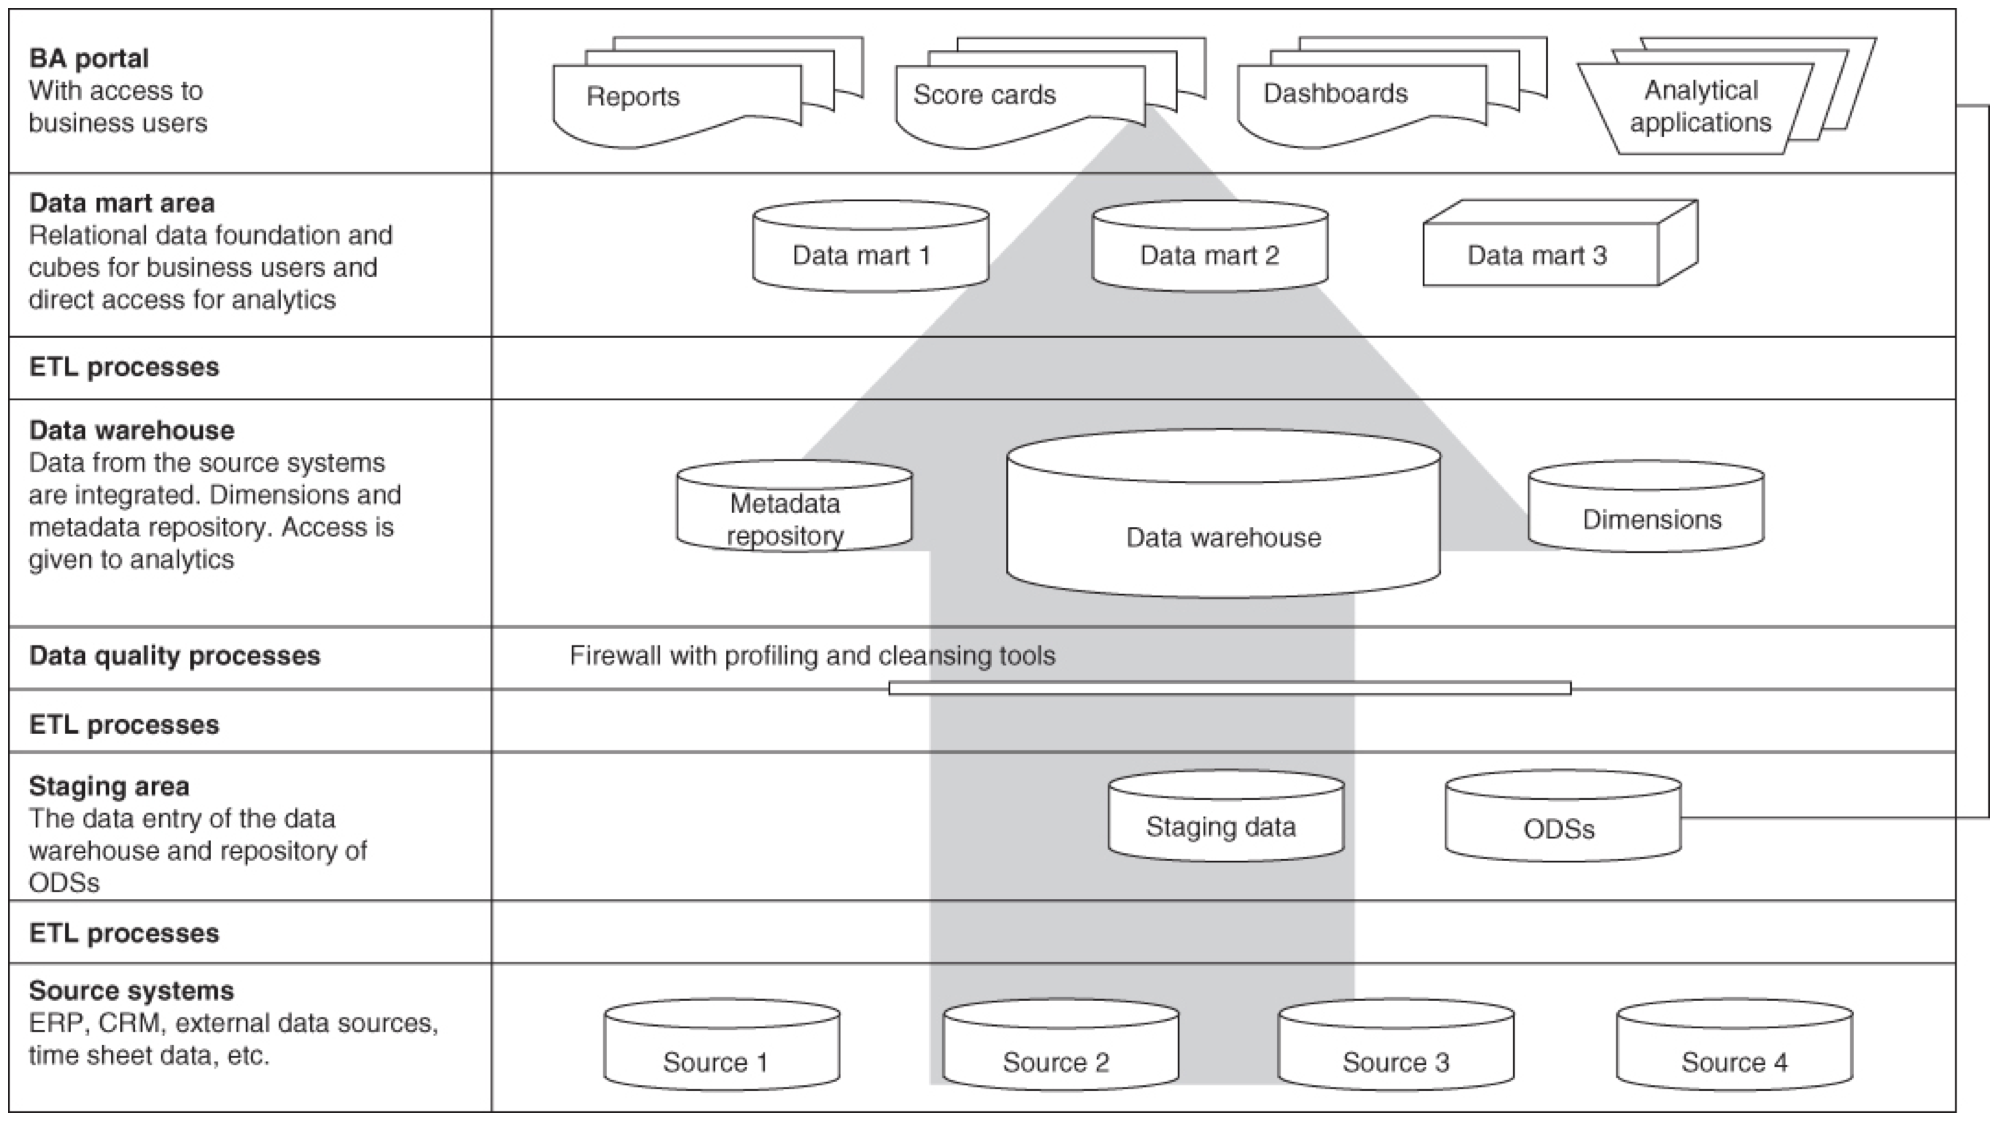 BA portal
With access to
business users
Reports
Score cards
Dashboards
Analytical
applications
Data mart area
Relational data foundation and
cubes for business users and
direct access for analytics
Data mart 1
Data mart 2
Data mart 3
ETL processes
Data warehouse
Data from the source systems
are integrated. Dimensions and
metadata repository. Access is
given to analytics
Metadata
repository
Data warehouse
Dimensions
Data quality processes
Firewall with profiling and cleansing tools
ETL processes
Staging area
The data entry of the data
warehouse and repository of
ODSs
Staging data
ODSs
ETL processes
Source systems
ERP, CRM, external data sources,
time sheet data, etc.
Source 1
Source 2
Source 3
Source 4